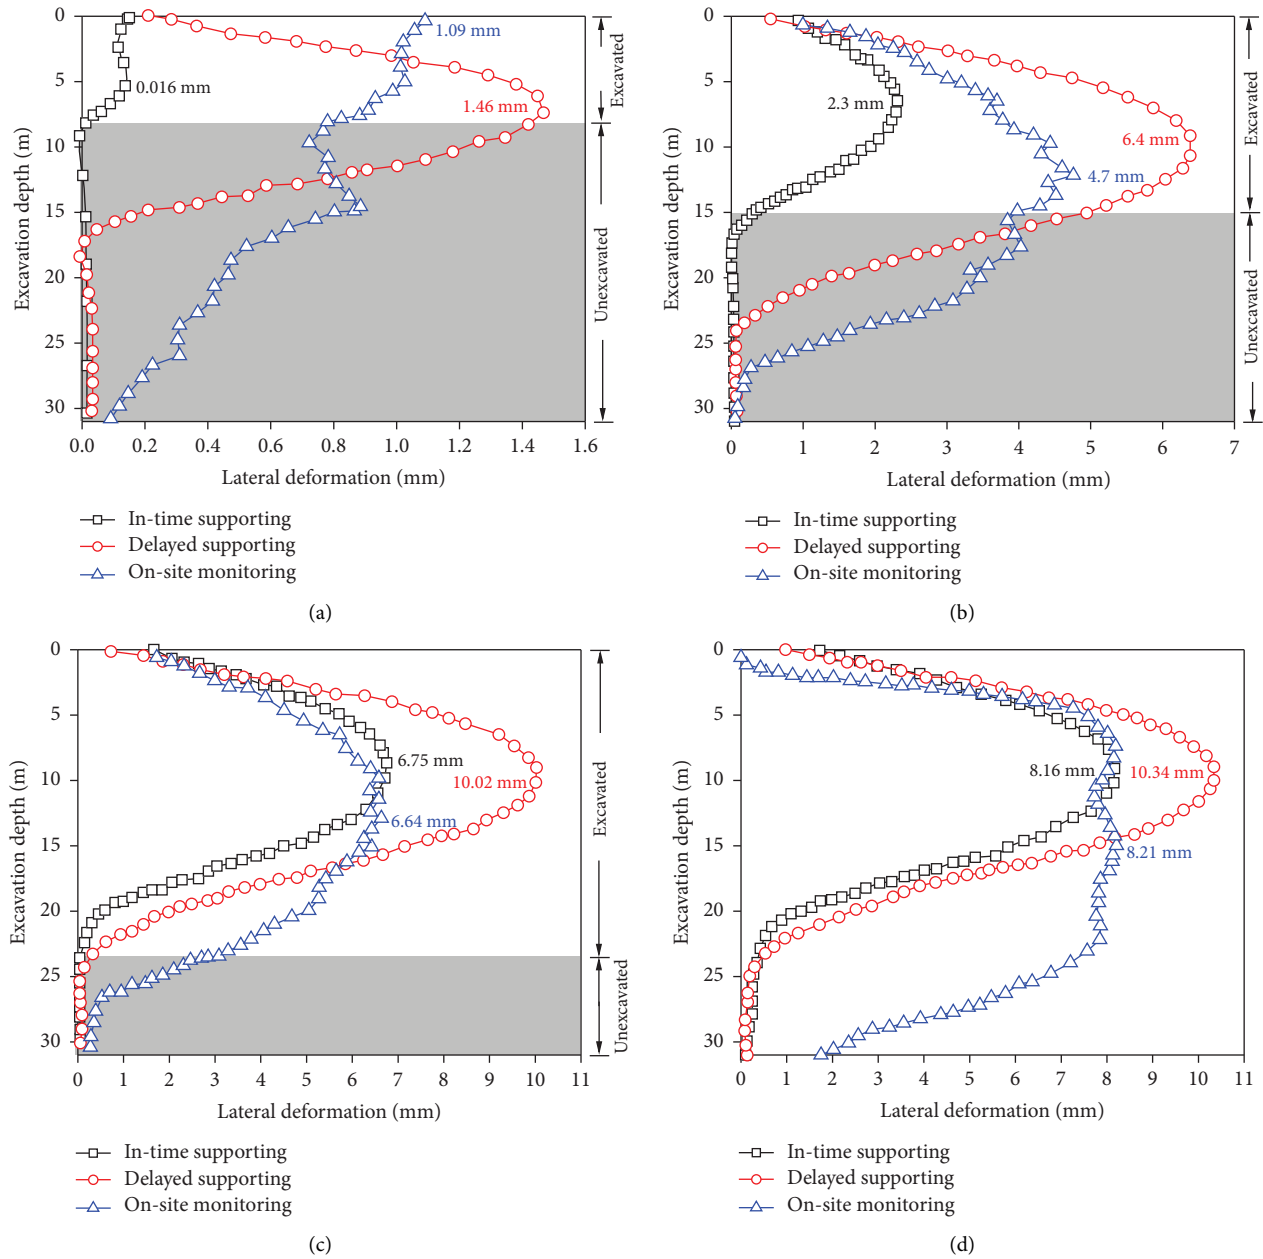 0
5
10
15
20
25
30
Excavation depth (m)
0.016 mm
1.09 mm
1.46 mm
Excavated
Unexcavated
0.0 0.2 0.4 0.6 0.8 1.0 1.2 1.4 1.6
Lateral deformation (mm)
In-time supporting
Delayed supporting
On-site monitoring
(a)
0
5
10
15
20
25
30
Excavation depth (m)
2.3 mm
6.4 mm
4.7 mm
Excavated
Unexcavated
0 1 2 3 4 5 6 7
Lateral deformation (mm)
In-time supporting
Delayed supporting
On-site monitoring
(b)
0
5
10
15
20
25
30
Excavation depth (m)
6.75 mm
10.02 mm
6.64 mm
Excavated
Unexcavated
0 1 2 3 4 5 6 7 8 9 10 11
Lateral deformation (mm)
In-time supporting
Delayed supporting
On-site monitoring
(c)
0
5
10
15
20
25
30
Excavation depth (m)
8.16 mm
10.34 mm
8.21 mm
0 1 2 3 4 5 6 7 8 9 10 11
Lateral deformation (mm)
In-time supporting
Delayed supporting
On-site monitoring
(d)